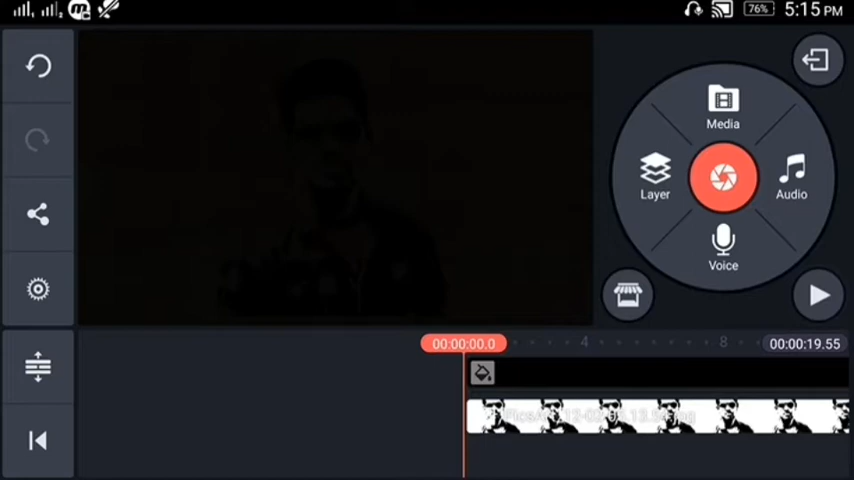 76%
5:15 PM
Media
Layer
Audio
Voice
00:00:00.0
4
8
00:00:19.55